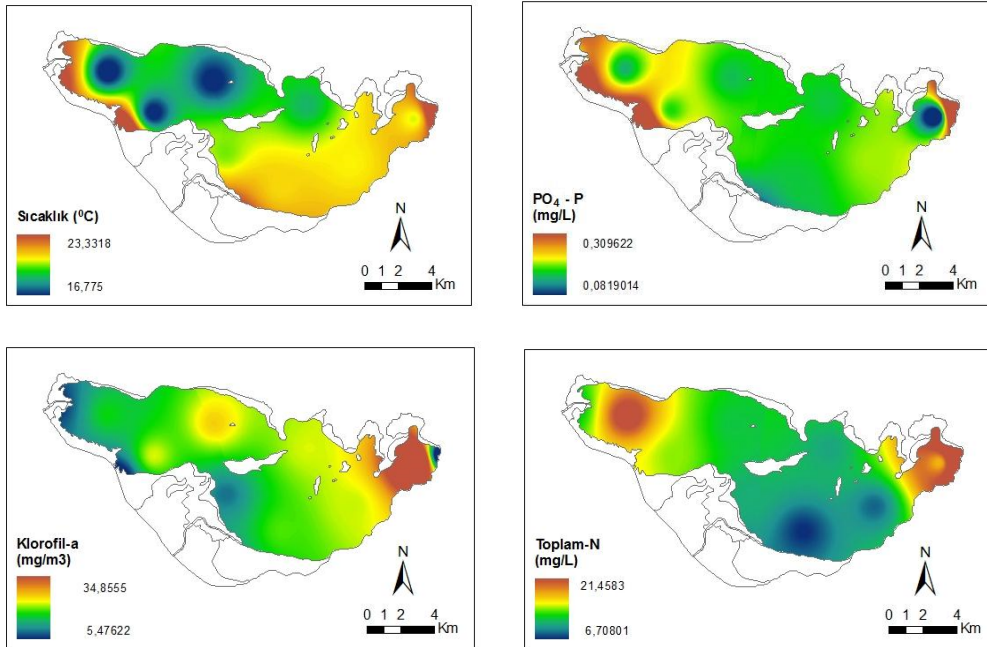 Sıcaklık (⁰C)
23,3318
16,775
N
0 1 2 4
Km
PO₄ - P
(mg/L)
0,309622
0,0819014
N
0 1 2 4
Km
Klorofil-a
(mg/m3)
34,8555
5,47622
N
0 1 2 4
Km
Toplam-N
(mg/L)
21,4583
6,70801
N
0 1 2 4
Km